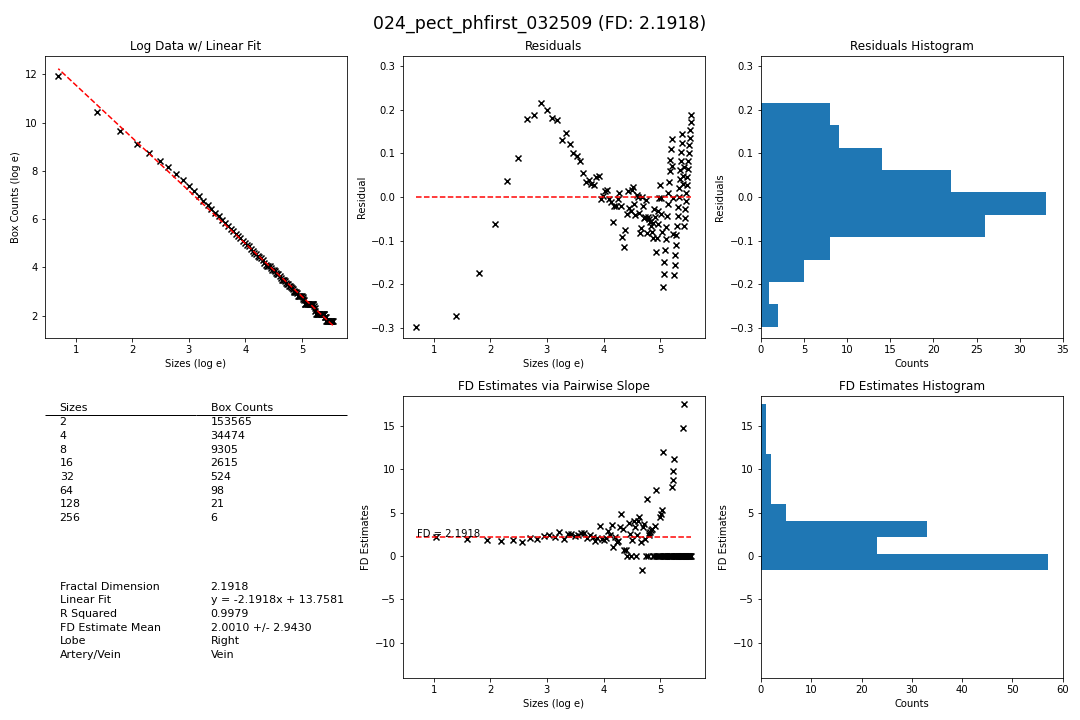 024_pect_phfirst_032509 (FD: 2.1918)
Log Data w/ Linear Fit
Residuals
Residuals Histogram
12
10
8
6
4
2
Box Counts (log e)
1 2 3 4 5
Sizes (log e)
0.3
0.2
0.1
0.0
−0.1
−0.2
−0.3
Residual
1 2 3 4 5
Sizes (log e)
0.3
0.2
0.1
0.0
−0.1
−0.2
−0.3
Residuals
0 5 10 15 20 25 30 35
Counts
Sizes Box Counts
2 153565
4 34474
8 9305
16 2615
32 524
64 98
128 21
256 6
Fractal Dimension 2.1918
Linear Fit y = -2.1918x + 13.7581
R Squared 0.9979
FD Estimate Mean 2.0010 +/- 2.9430
Lobe Right
Artery/Vein Vein
FD Estimates via Pairwise Slope
15
10
5
0
−5
−10
FD Estimates
FD = 2.1918
1 2 3 4 5
Sizes (log e)
FD Estimates Histogram
15
10
5
0
−5
−10
FD Estimates
0 10 20 30 40 50 60
Counts